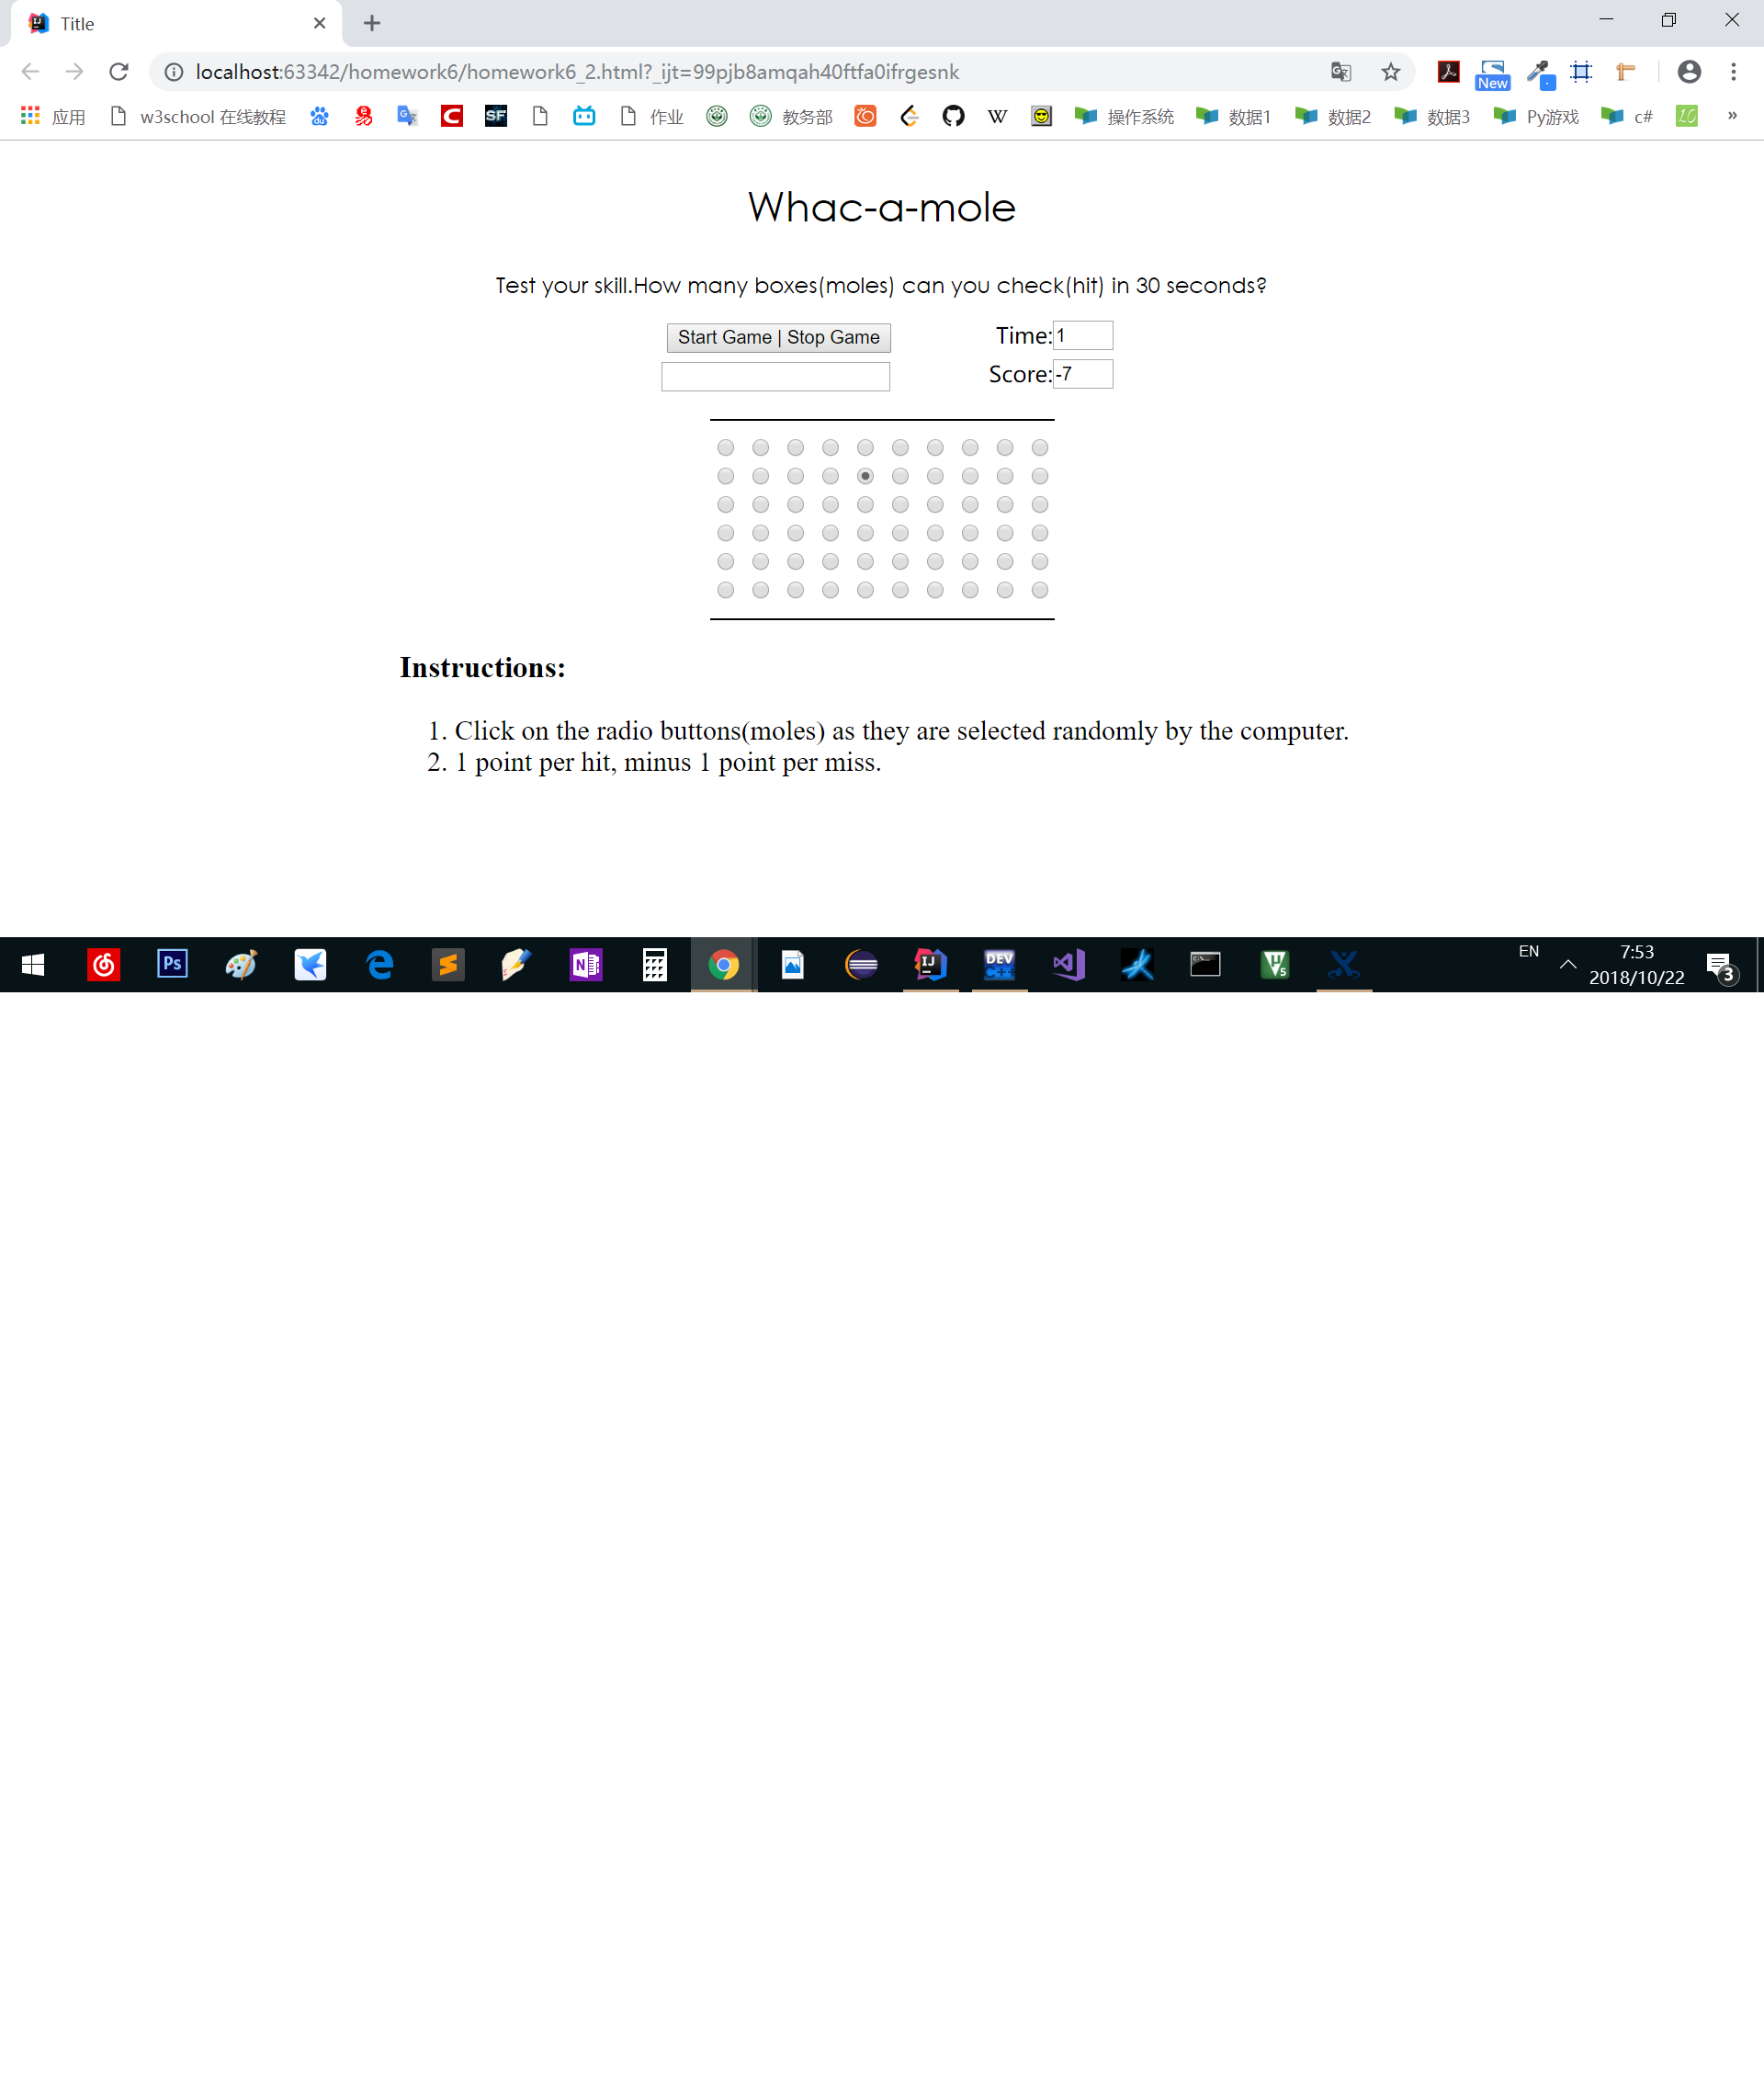 Title
localhost:63342/homework6/homework6_2.html?_ijt=99pjb8amqah40ftfa0ifrgesnk
New
应用 w3school 在线教程 SF 作业 教务部 W 操作系统 数据1 数据2 数据3 Py游戏 c# »
Whac-a-mole
Test your skill.How many boxes(moles) can you check(hit) in 30 seconds?
Start Game | Stop Game Time:1
Score:-7
Instructions:
1. Click on the radio buttons(moles) as they are selected randomly by the computer.
2. 1 point per hit, minus 1 point per miss.
Ps N IJ DEV C++ 5 EN 7:53
2018/10/22 3